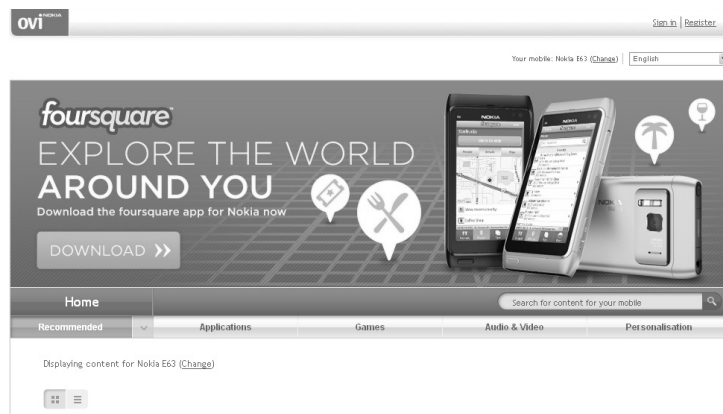 ovi NOKIA
Sign in | Register
Your mobile: Nokia E63 (Change)
English
foursquare
EXPLORE THE WORLD
AROUND YOU
Download the foursquare app for Nokia now
DOWNLOAD
NOKIA
NOKIA
Home
Search for content for your mobile
Recommended
Applications
Games
Audio & Video
Personalisation
Displaying content for Nokia E63 (Change)